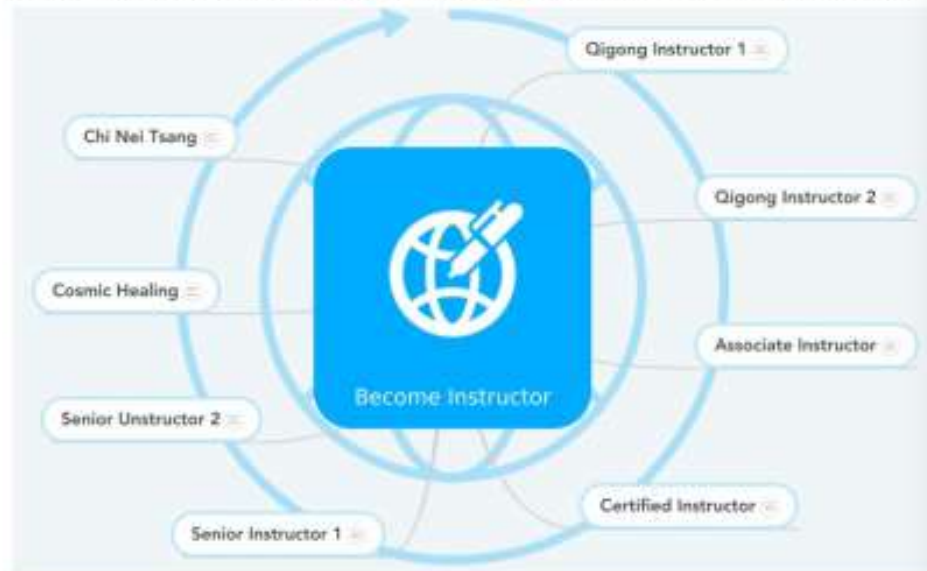 Qigong Instructor 1
Qigong Instructor 2
Associate Instructor
Certified Instructor
Senior Instructor 1
Senior Unstructor 2
Cosmic Healing
Chi Nei Tsang
Become Instructor